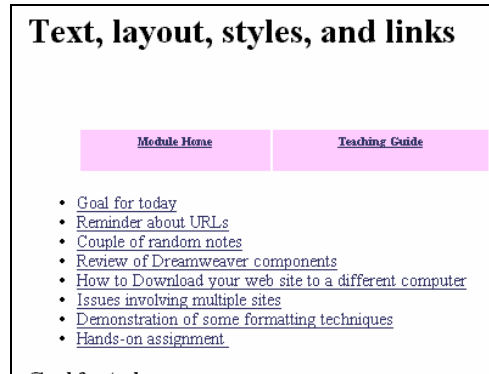 Text, layout, styles, and links
Module Home Teaching Guide
• Goal for today
• Reminder about URLs
• Couple of random notes
• Review of Dreamweaver components
• How to Download your web site to a different computer
• Issues involving multiple sites
• Demonstration of some formatting techniques
• Hands-on assignment